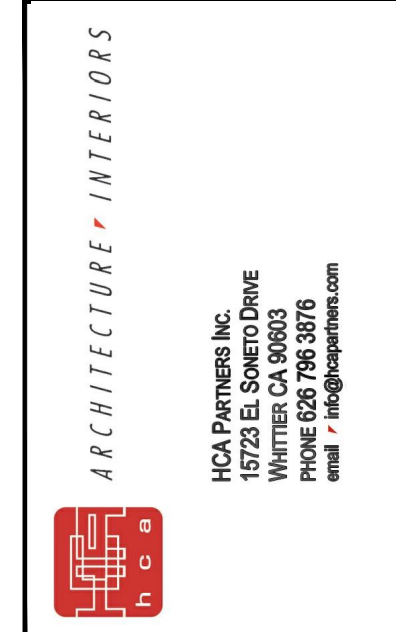 ARCHITECTURE INTERIORS
hca
HCA PARTNERS INC.
15723 EL SONETO DRIVE
WHITTIER CA 90603
PHONE 626 796 3876
email info@hcapartners.com